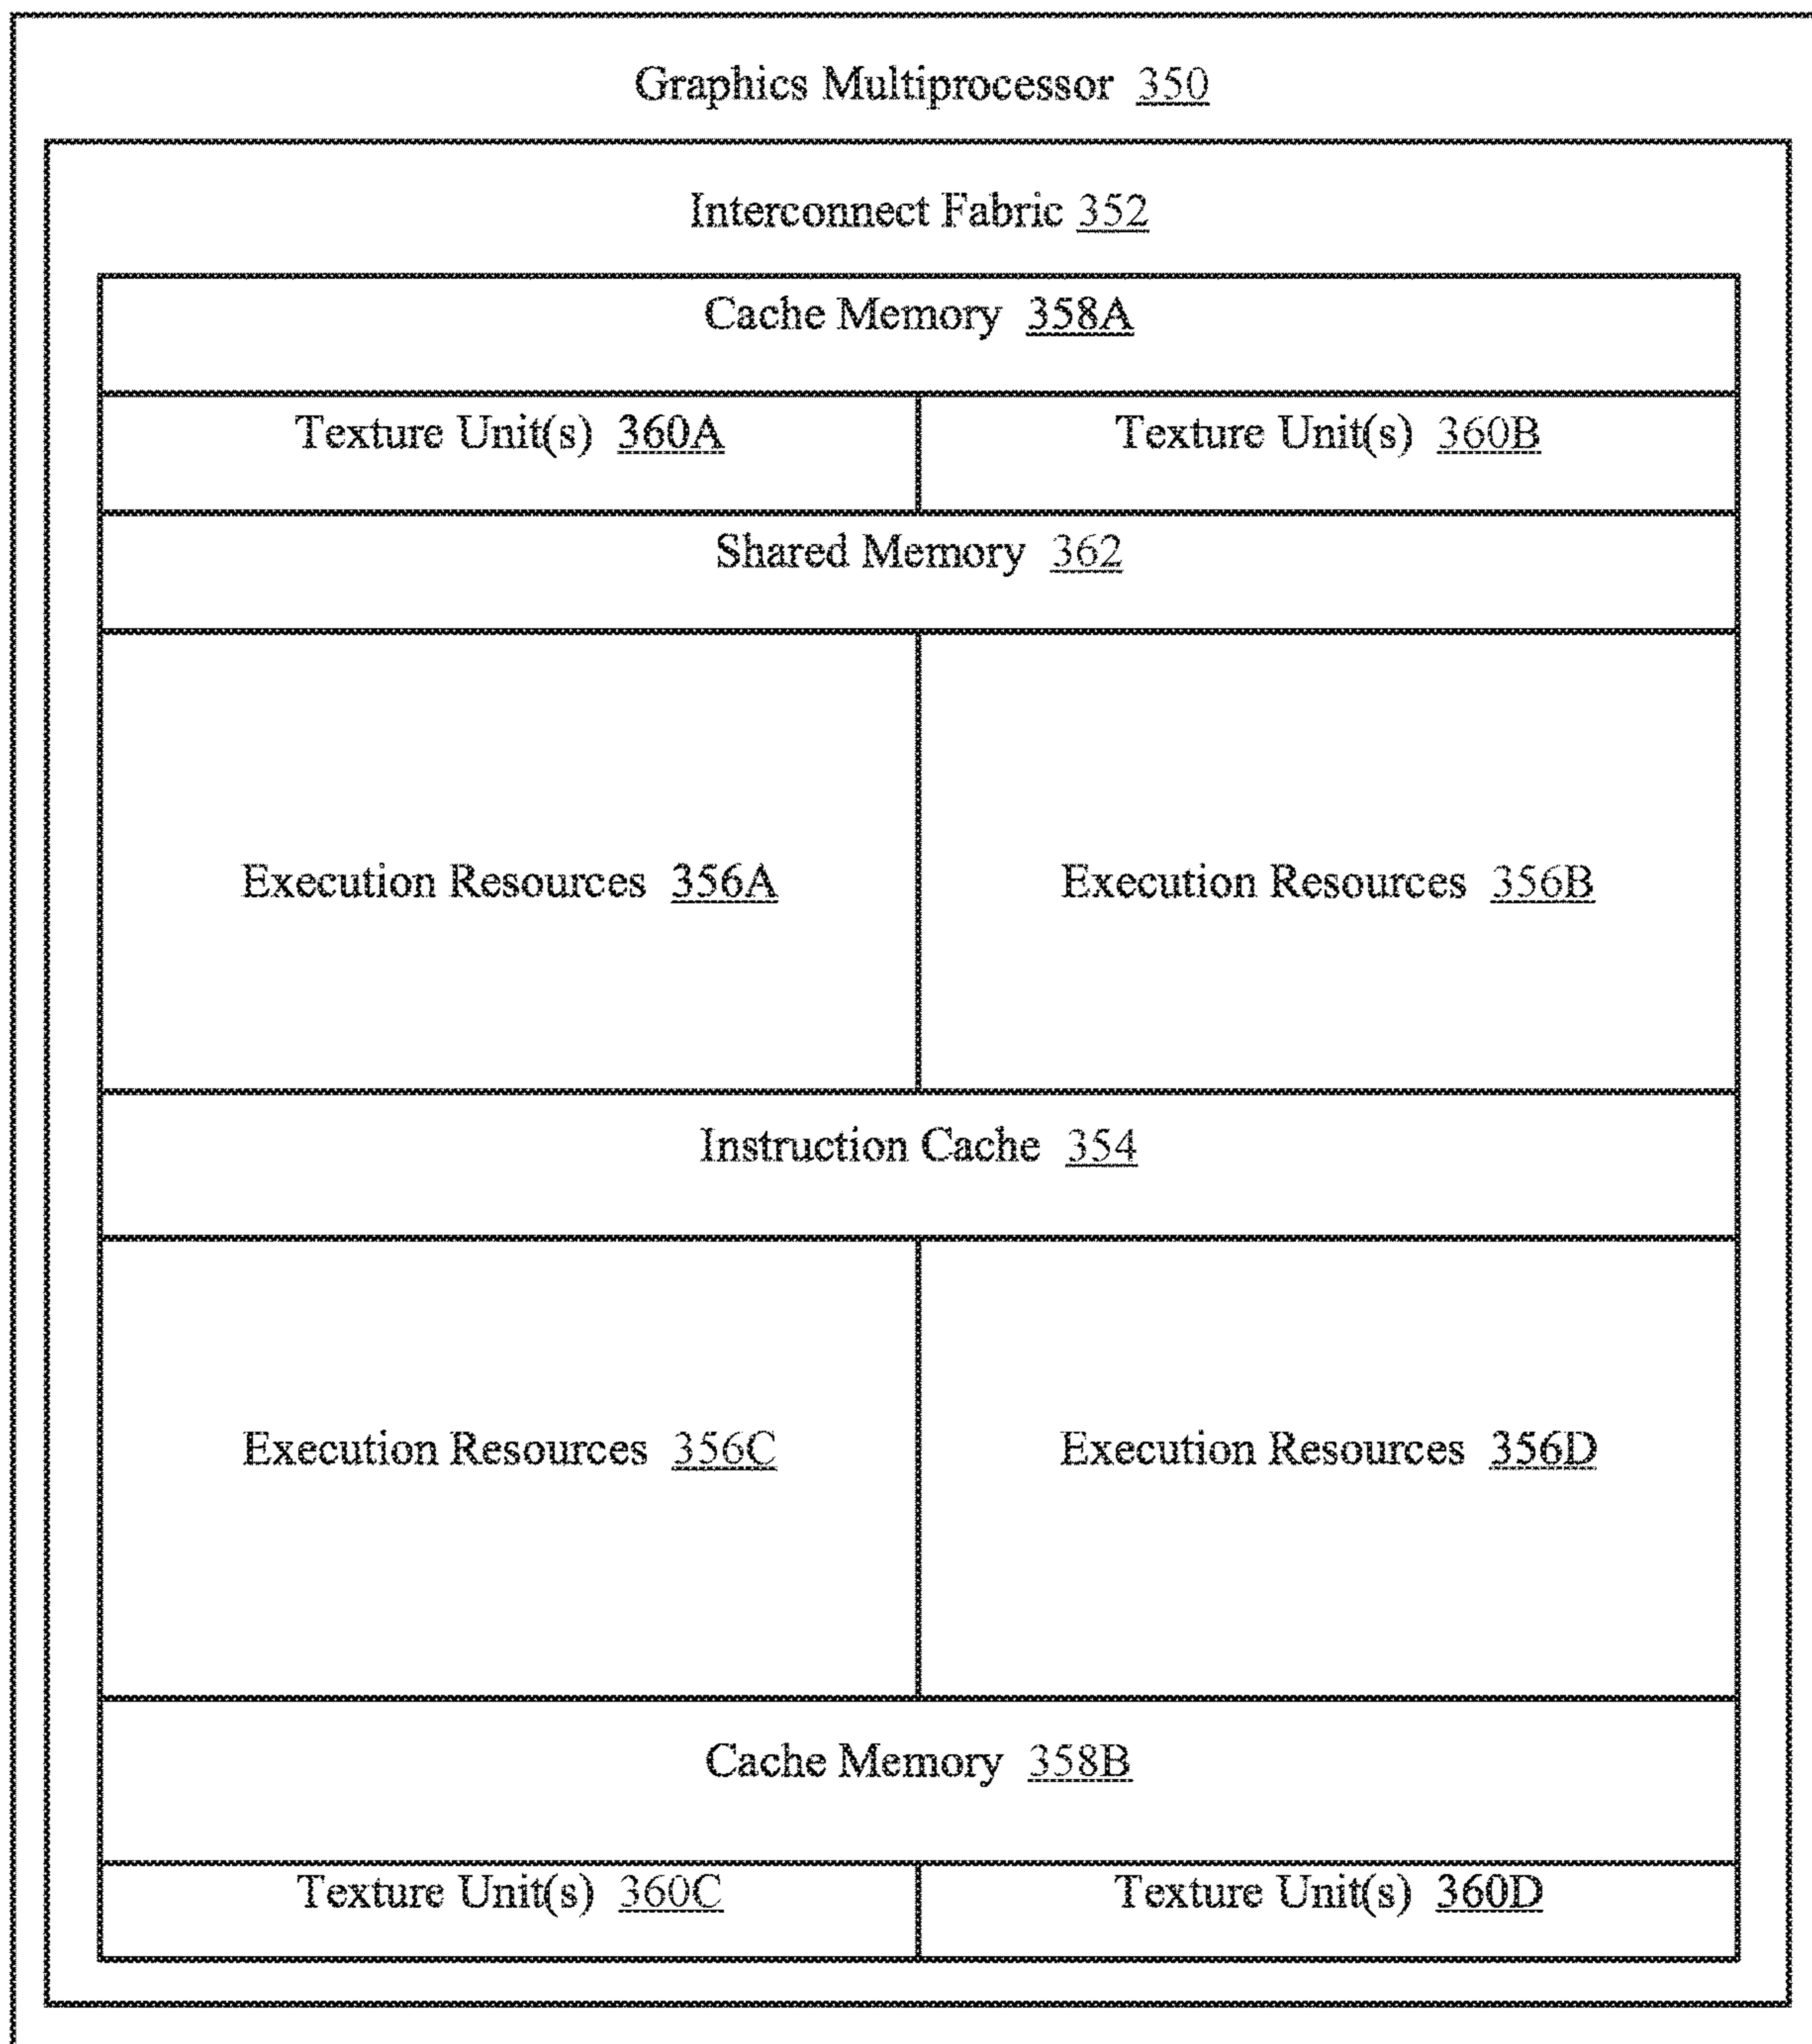 Graphics Multiprocessor 350
Interconnect Fabric 352
Cache Memory 358A
Texture Unit(s) 360A
Texture Unit(s) 360B
Shared Memory 362
Execution Resources 356A
Execution Resources 356B
Instruction Cache 354
Execution Resources 356C
Execution Resources 356D
Cache Memory 358B
Texture Unit(s) 360C
Texture Unit(s) 360D